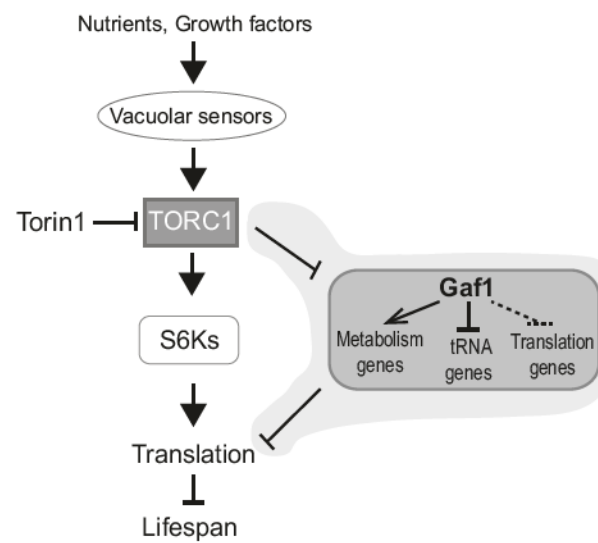 Nutrients, Growth factors
Vacuolar sensors
Torin1
TORC1
Gaf1
Metabolism
genes
tRNA
genes
Translation
genes
S6Ks
Translation
Lifespan